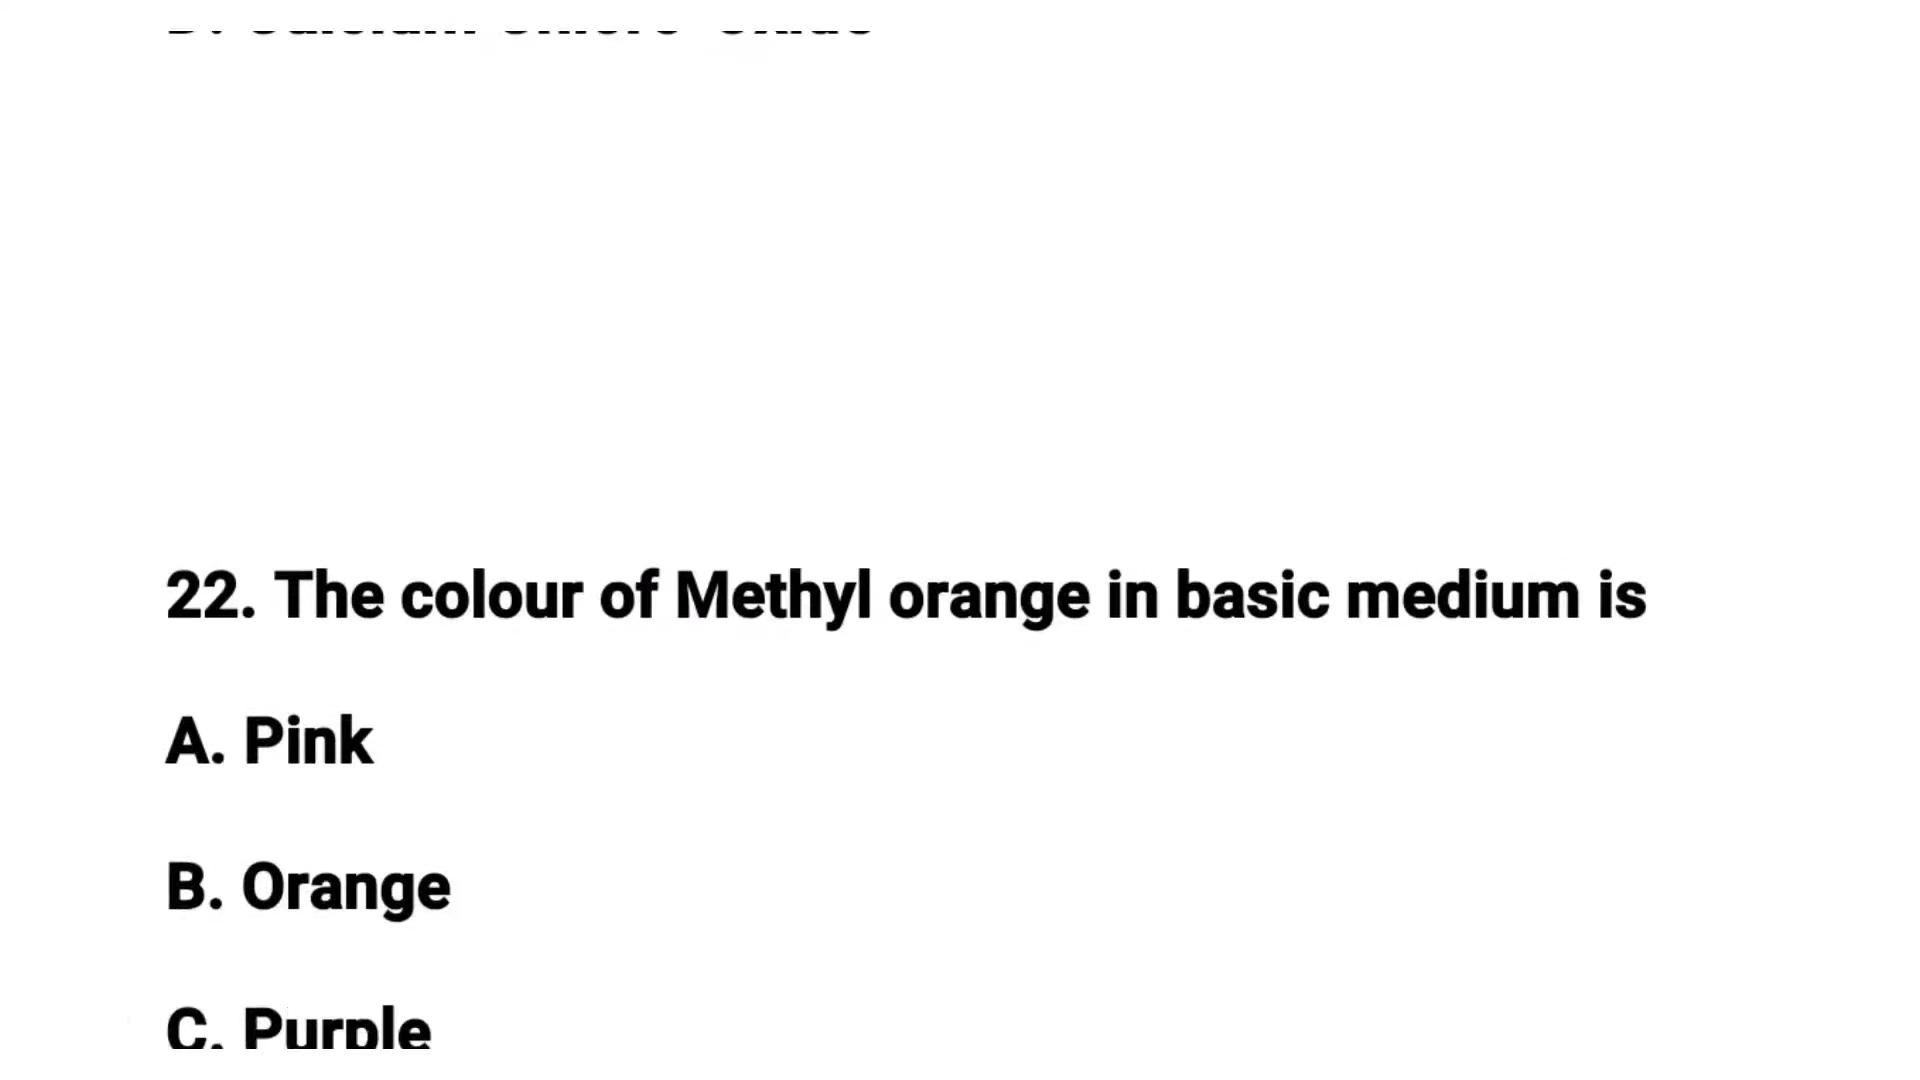 22. The colour of Methyl orange in basic medium is
A. Pink
B. Orange
C. Purple